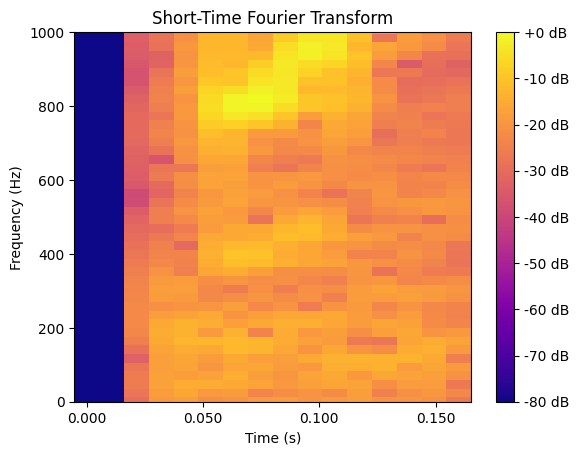 Short-Time Fourier Transform
1000
800
600
400
200
0
Frequency (Hz)
0.000
0.050
0.100
0.150
Time (s)
+0 dB
-10 dB
-20 dB
-30 dB
-40 dB
-50 dB
-60 dB
-70 dB
-80 dB